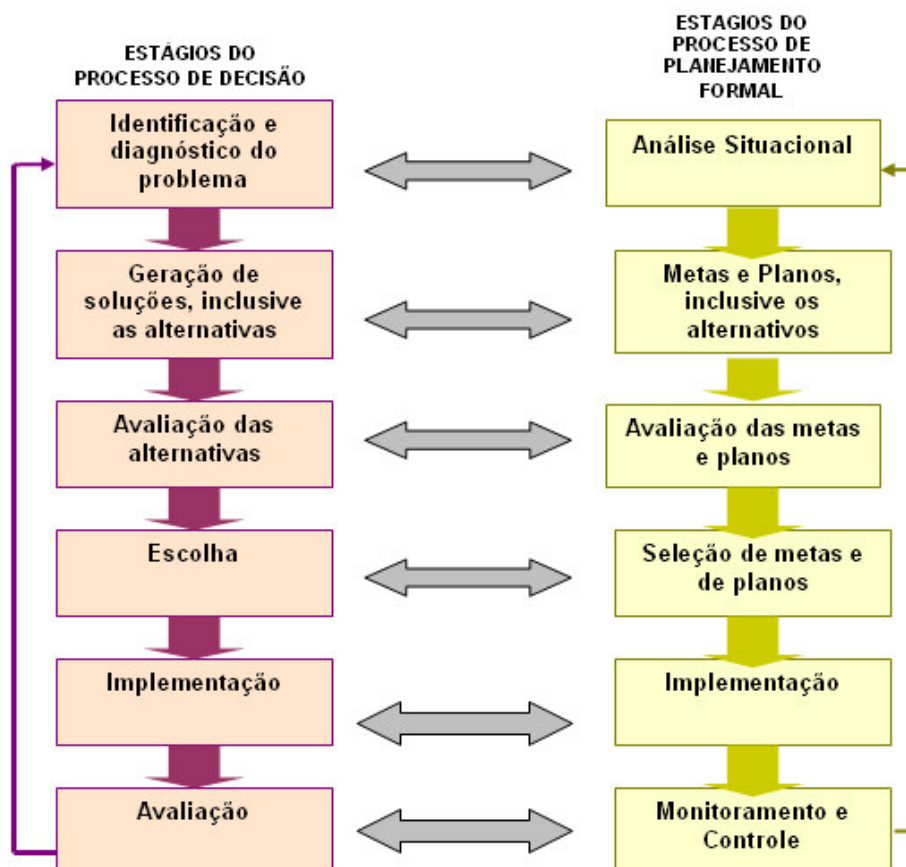 ESTÁGIOS DO
PROCESSO DE DECISÃO
Identificação e
diagnóstico do
problema
Geração de
soluções, inclusive
as alternativas
Avaliação das
alternativas
Escolha
Implementação
Avaliação
ESTAGIOS DO
PROCESSO DE
PLANEJAMENTO
FORMAL
Análise Situacional
Metas e Planos,
inclusive os
alternativos
Avaliação das metas
e planos
Seleção de metas e
de planos
Implementação
Monitoramento e
Controle